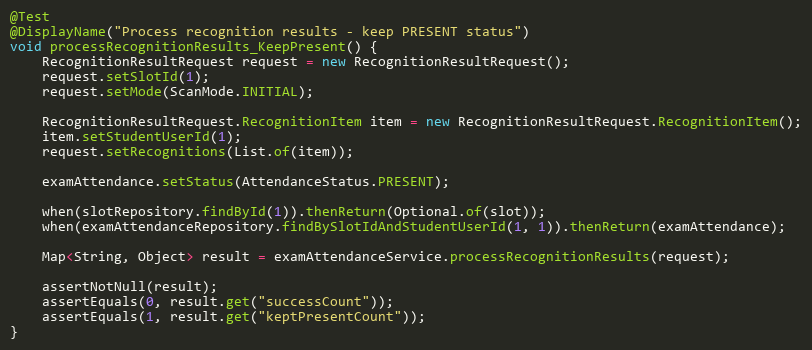 @Test
@DisplayName("Process recognition results - keep PRESENT status")
void processRecognitionResults_KeepPresent() {
    RecognitionResultRequest request = new RecognitionResultRequest();
    request.setSlotId(1);
    request.setMode(ScanMode.INITIAL);

    RecognitionResultRequest.RecognitionItem item = new RecognitionResultRequest.RecognitionItem();
    item.setStudentUserId(1);
    request.setRecognitions(List.of(item));

    examAttendance.setStatus(AttendanceStatus.PRESENT);

    when(slotRepository.findById(1)).thenReturn(Optional.of(slot));
    when(examAttendanceRepository.findBySlotIdAndStudentUserId(1, 1)).thenReturn(examAttendance);

    Map<String, Object> result = examAttendanceService.processRecognitionResults(request);

    assertNotNull(result);
    assertEquals(0, result.get("successCount"));
    assertEquals(1, result.get("keptPresentCount"));
}